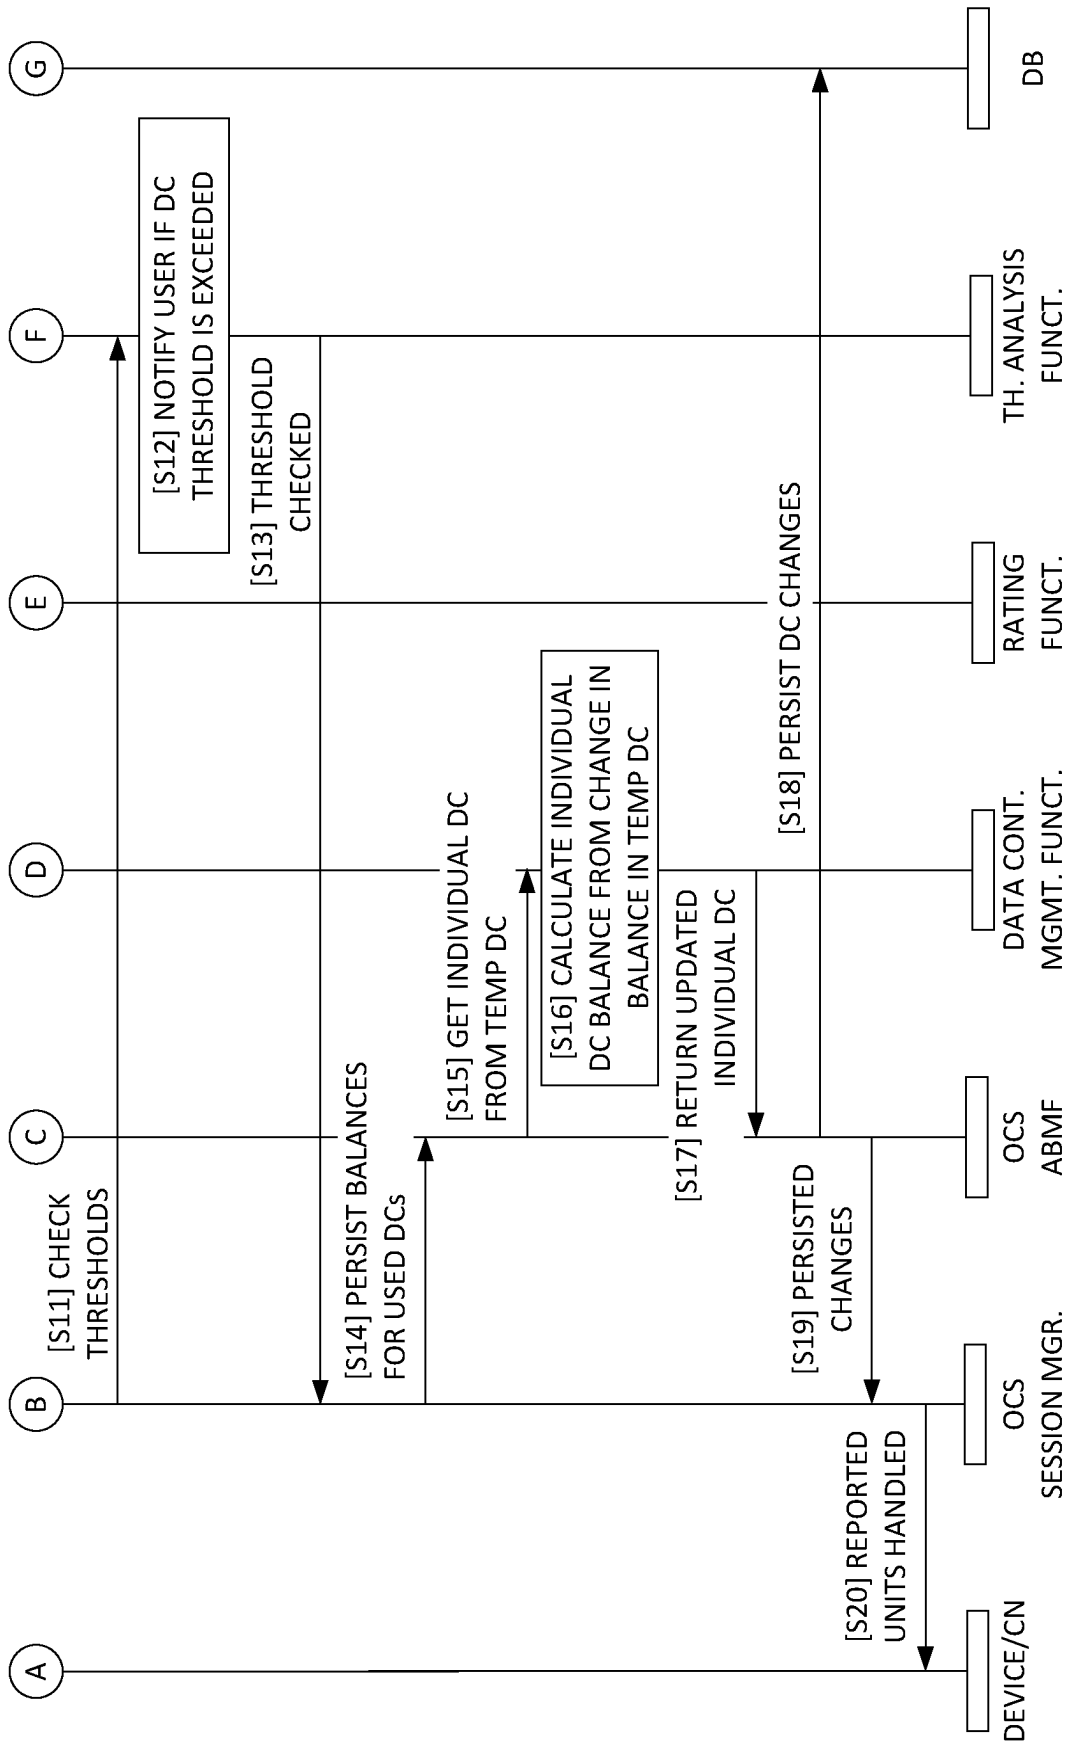 A
B
C
D
E
F
G
[S11] CHECK
THRESHOLDS
[S12] NOTIFY USER IF DC
THRESHOLD IS EXCEEDED
[S13] THRESHOLD
CHECKED
[S14] PERSIST BALANCES
FOR USED DCs
[S15] GET INDIVIDUAL DC
FROM TEMP DC
[S16] CALCULATE INDIVIDUAL
DC BALANCE FROM CHANGE IN
BALANCE IN TEMP DC
[S17] RETURN UPDATED
INDIVIDUAL DC
[S18] PERSIST DC CHANGES
[S19] PERSISTED
CHANGES
[S20] REPORTED
UNITS HANDLED
DEVICE/CN
OCS
SESSION MGR.
OCS
ABMF
DATA CONT.
MGMT. FUNCT.
RATING
FUNCT.
TH. ANALYSIS
FUNCT.
DB